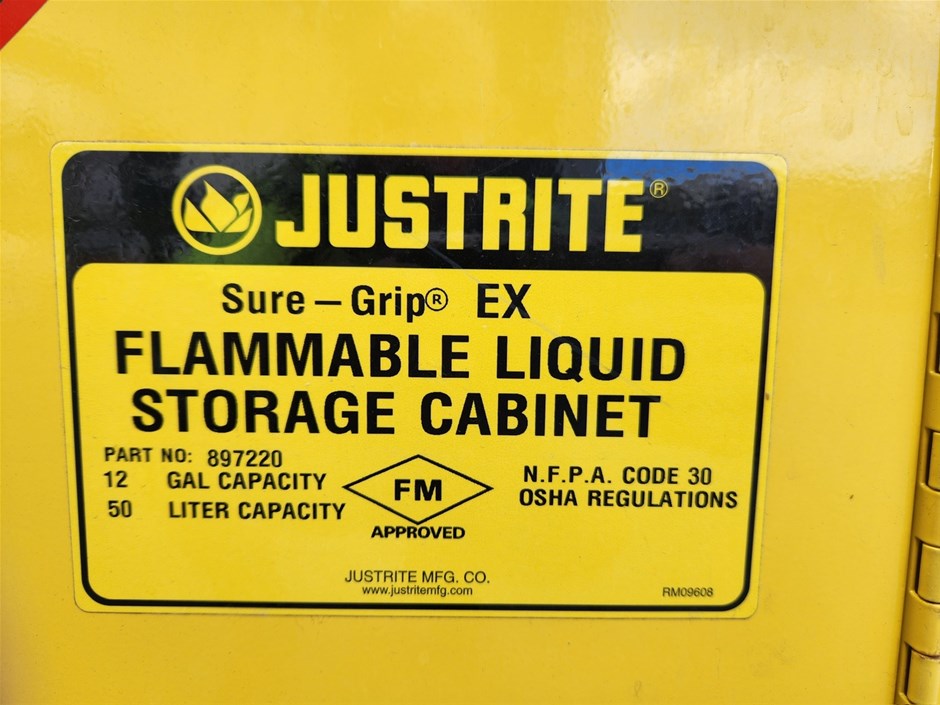 JUSTRITE®
Sure-Grip® EX
FLAMMABLE LIQUID
STORAGE CABINET
PART NO: 897220
12 GAL CAPACITY
50 LITER CAPACITY
FM
APPROVED
N.F.P.A. CODE 30
OSHA REGULATIONS
JUSTRITE MFG. CO.
www.justritemfg.com
RM09608